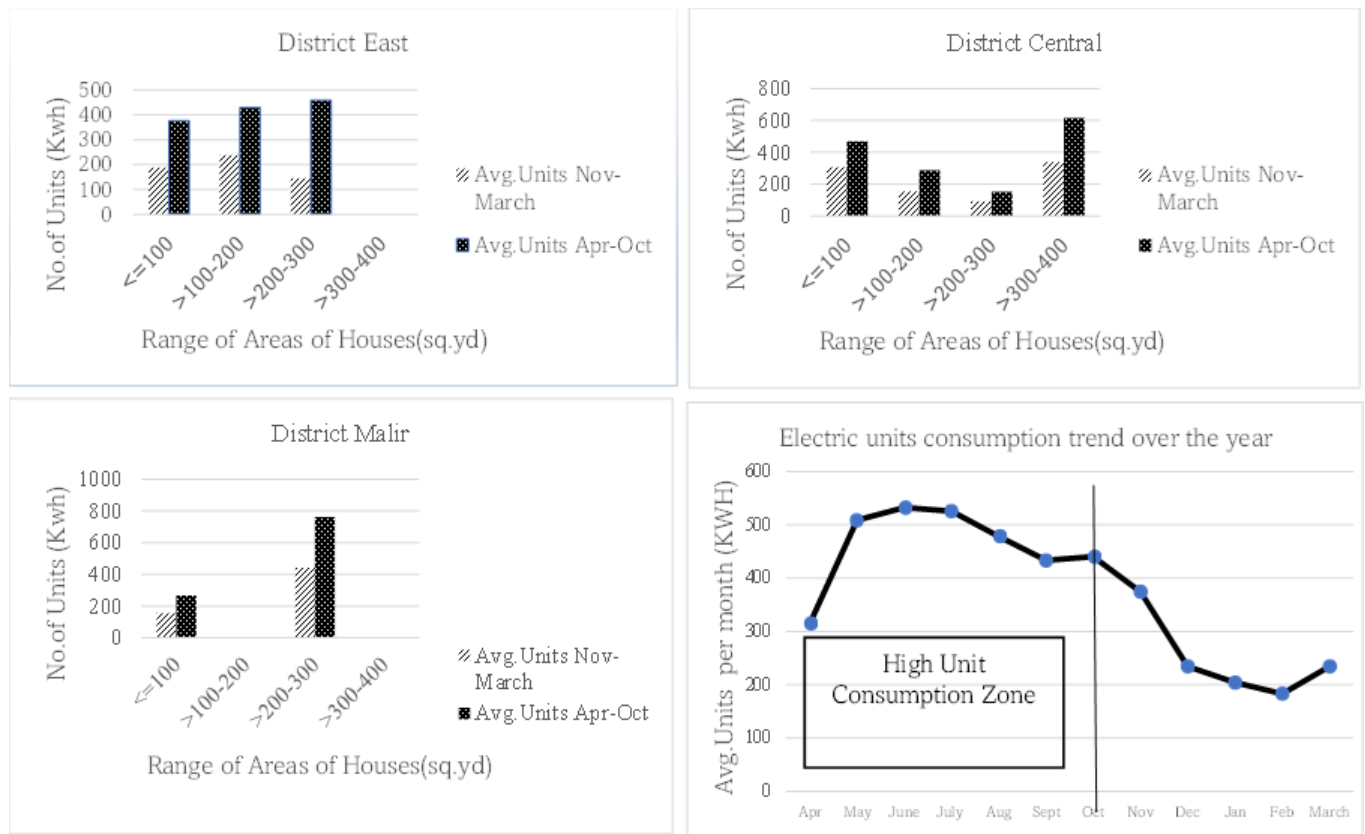 District East
No.of Units (Kwh)
500
400
300
200
100
0
<=100
>100-200
>200-300
>300-400
Range of Areas of Houses(sq.yd)
Avg.Units Nov-
March
Avg.Units Apr-Oct
District Central
No.of Units (Kwh)
800
600
400
200
0
<=100
>100-200
>200-300
>300-400
Range of Areas of Houses(sq.yd)
Avg.Units Nov-
March
Avg.Units Apr-Oct
District Malir
No.of Units (Kwh)
1000
800
600
400
200
0
<=100
>100-200
>200-300
>300-400
Range of Areas of Houses(sq.yd)
Avg.Units Nov-
March
Avg.Units Apr-Oct
Electric units consumption trend over the year
Avg.Units per month (KWH)
600
500
400
300
200
100
0
High Unit
Consumption Zone
Apr May June July Aug Sept Oct Nov Dec Jan Feb March